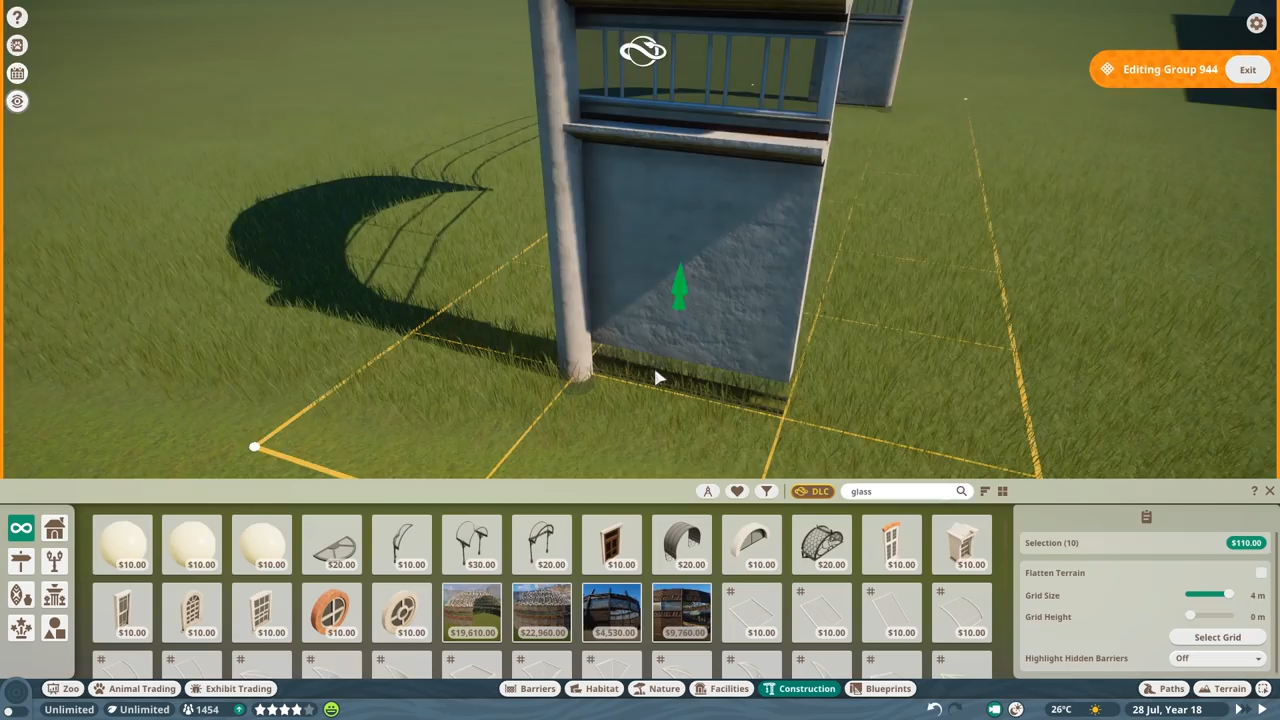 ?
Editing Group 944 Exit
DLC glass ? 
$10.00 $10.00 $10.00 $20.00 $10.00 $30.00 $20.00 $10.00 $20.00 $10.00 $20.00 $10.00 $10.00
$10.00 $10.00 $10.00 $10.00 $10.00 $19,610.00 $22,960.00 $4,530.00 $9,760.00 $10.00 $10.00 $10.00 $10.00
Selection (10) $110.00
Flatten Terrain
Grid Size 4 m
Grid Height 0 m
Select Grid
Highlight Hidden Barriers Off
Zoo Animal Trading Exhibit Trading Barriers Habitat Nature Facilities Construction Blueprints Paths Terrain
Unlimited Unlimited 1454 26°C 28 Jul, Year 18